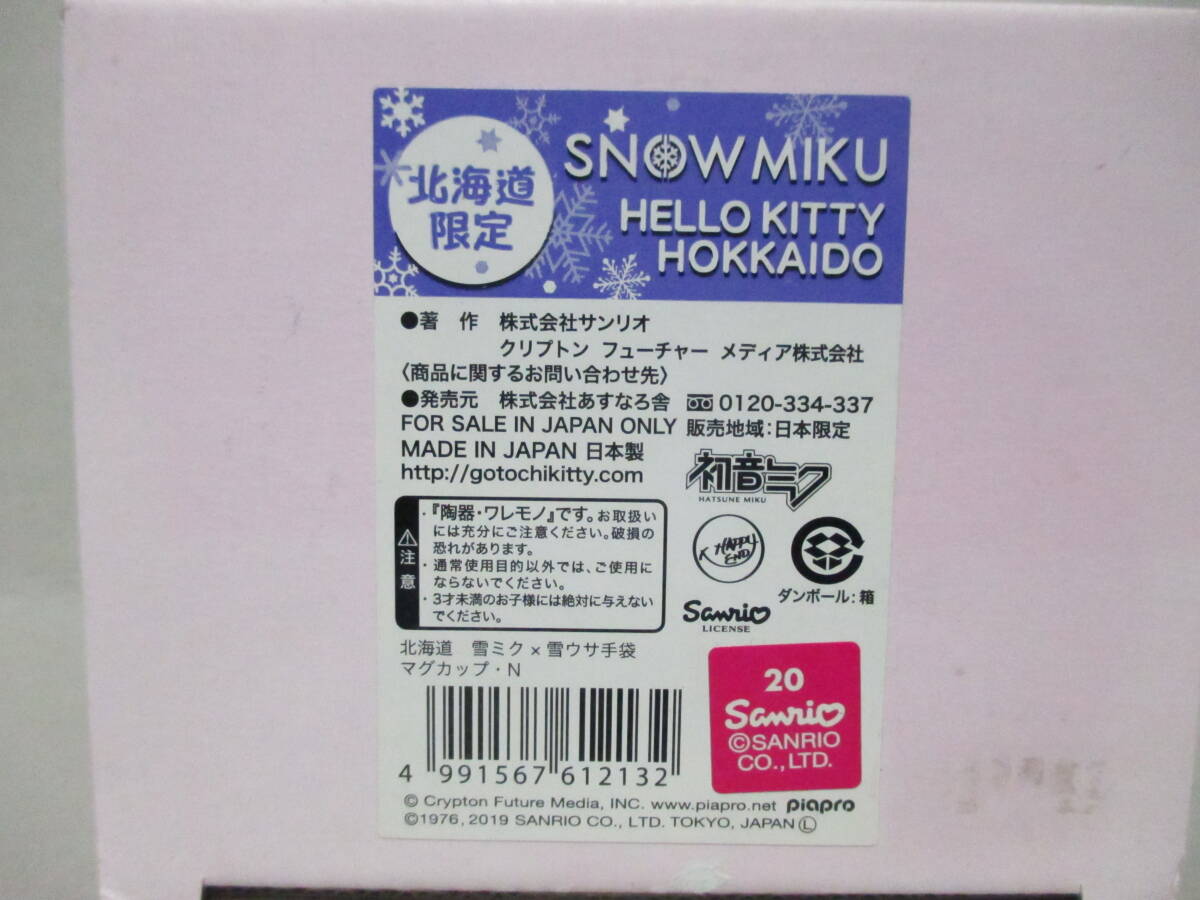 北海道
限定
SNOWMIKU
HELLO KITTY
HOKKAIDO
●著 作 株式会社サンリオ
クリプトン フューチャー メディア株式会社
〈商品に関するお問い合わせ先〉
●発売元 株式会社あすなろ舎 0120-334-337
FOR SALE IN JAPAN ONLY 販売地域:日本限定
MADE IN JAPAN 日本製
http://gotochikitty.com
初音ミク
HATSUNE MIKU
注意
・『陶器・ワレモノ』です。お取扱い
には充分にご注意ください。破損の
恐れがあります。
・通常使用目的以外では、ご使用に
ならないでください。
・3才未満のお子様には絶対に与えない
でください。
K HAPPY
END
ダンボール:箱
Sanrio
LICENSE
北海道 雪ミク×雪ウサ手袋
マグカップ・N
4 991567 612132
20
Sanrio
©SANRIO
CO.,LTD.
© Crypton Future Media, INC. www.piapro.net piapro
©1976, 2019 SANRIO CO., LTD. TOKYO, JAPAN Ⓛ